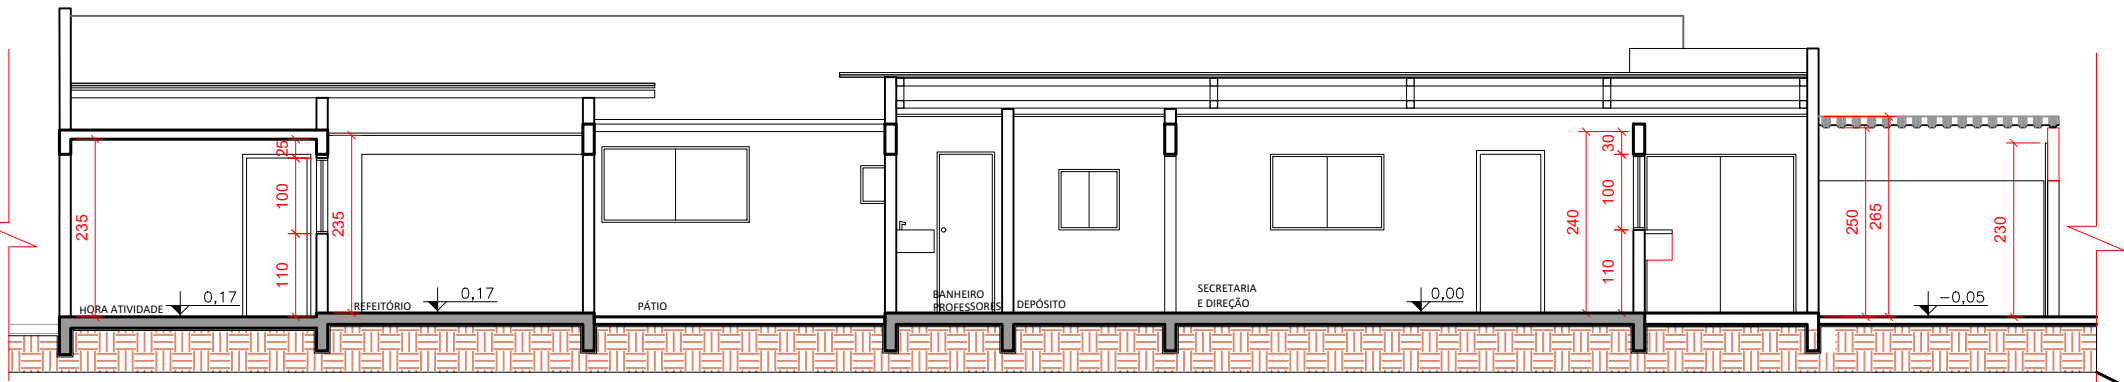 235
HORA ATIVIDADE
0,17
25
100
110
235
REFEITÓRIO
0,17
PÁTIO
BANHEIRO
PROFESSORES
DEPÓSITO
SECRETARIA
E DIREÇÃO
0,00
240
30
100
110
250
265
-0,05
230